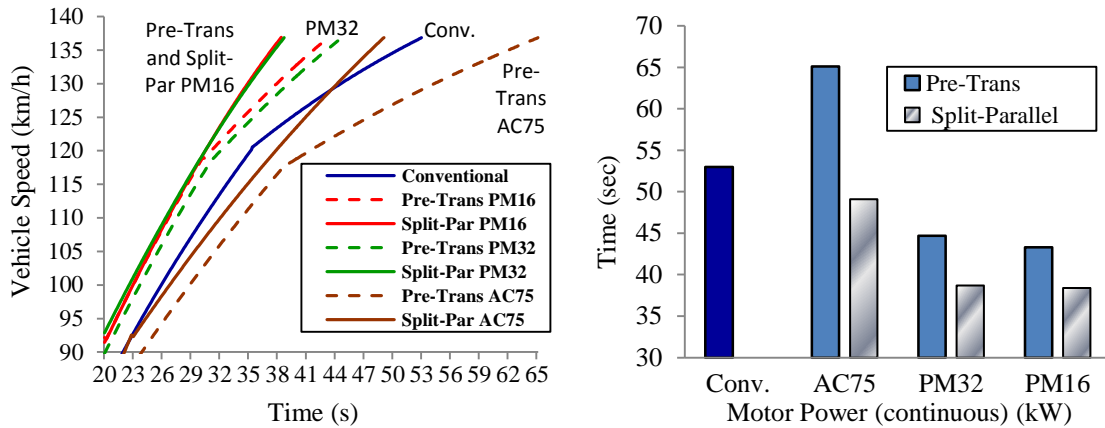 Vehicle Speed (km/h)
140
135
130
125
120
115
110
105
100
95
90
Pre-Trans
and Split-
Par PM16
PM32
Conv.
Pre-
Trans
AC75
Conventional
Pre-Trans PM16
Split-Par PM16
Pre-Trans PM32
Split-Par PM32
Pre-Trans AC75
Split-Par AC75
20 23 26 29 32 35 38 41 44 47 50 53 56 59 62 65
Time (s)
Time (sec)
70
65
60
55
50
45
40
35
30
Pre-Trans
Split-Parallel
Conv. AC75 PM32 PM16
Motor Power (continuous) (kW)